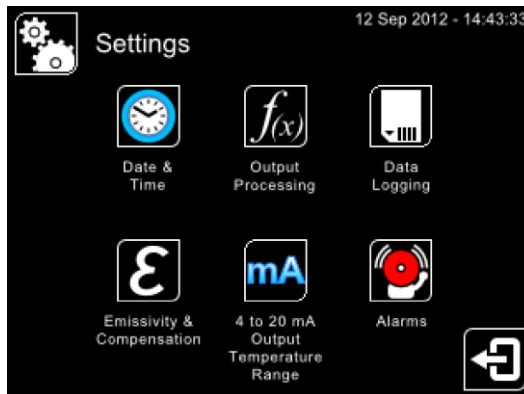 12 Sep 2012 - 14:43:33
Settings
f(x)
Date &
Time
Output
Processing
Data
Logging
ε
mA
Emissivity &
Compensation
4 to 20 mA
Output
Temperature
Range
Alarms